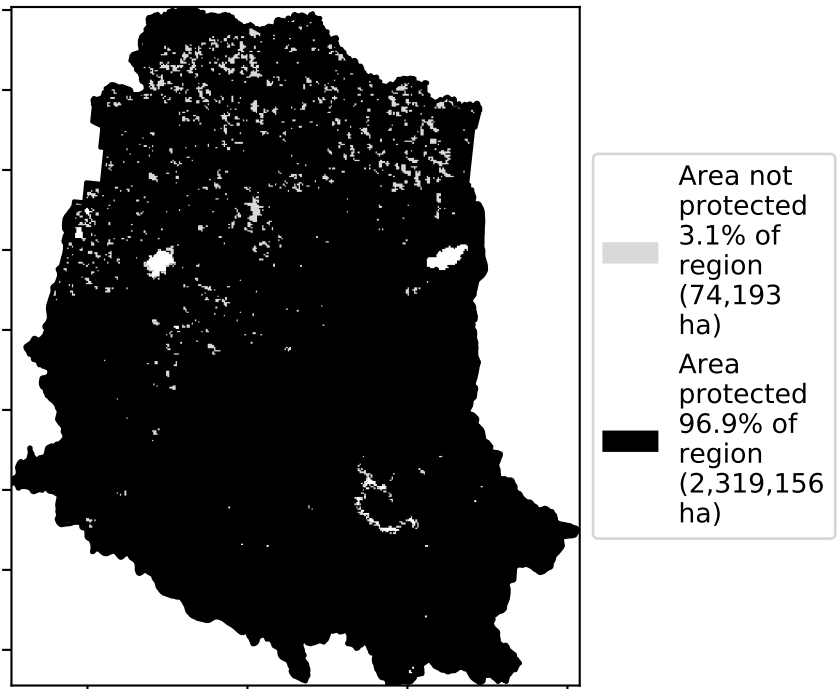 Area not
protected
3.1% of
region
(74,193
ha)
Area
protected
96.9% of
region
(2,319,156
ha)